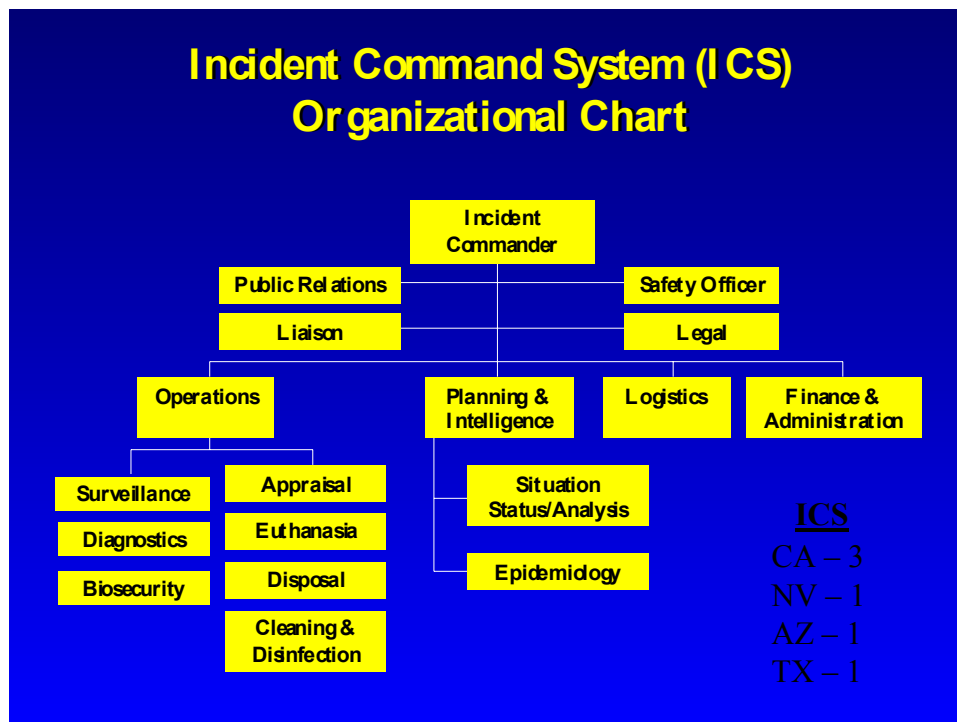 Incident Command System (ICS)
Organizational Chart
Incident
Commander
Public Relations
Safety Officer
Liaison
Legal
Operations
Planning &
Intelligence
Logistics
Finance &
Administration
Surveillance
Diagnostics
Biosecurity
Appraisal
Euthanasia
Disposal
Cleaning &
Disinfection
Situation
Status/Analysis
Epidemiology
ICS
CA – 3
NV – 1
AZ – 1
TX – 1